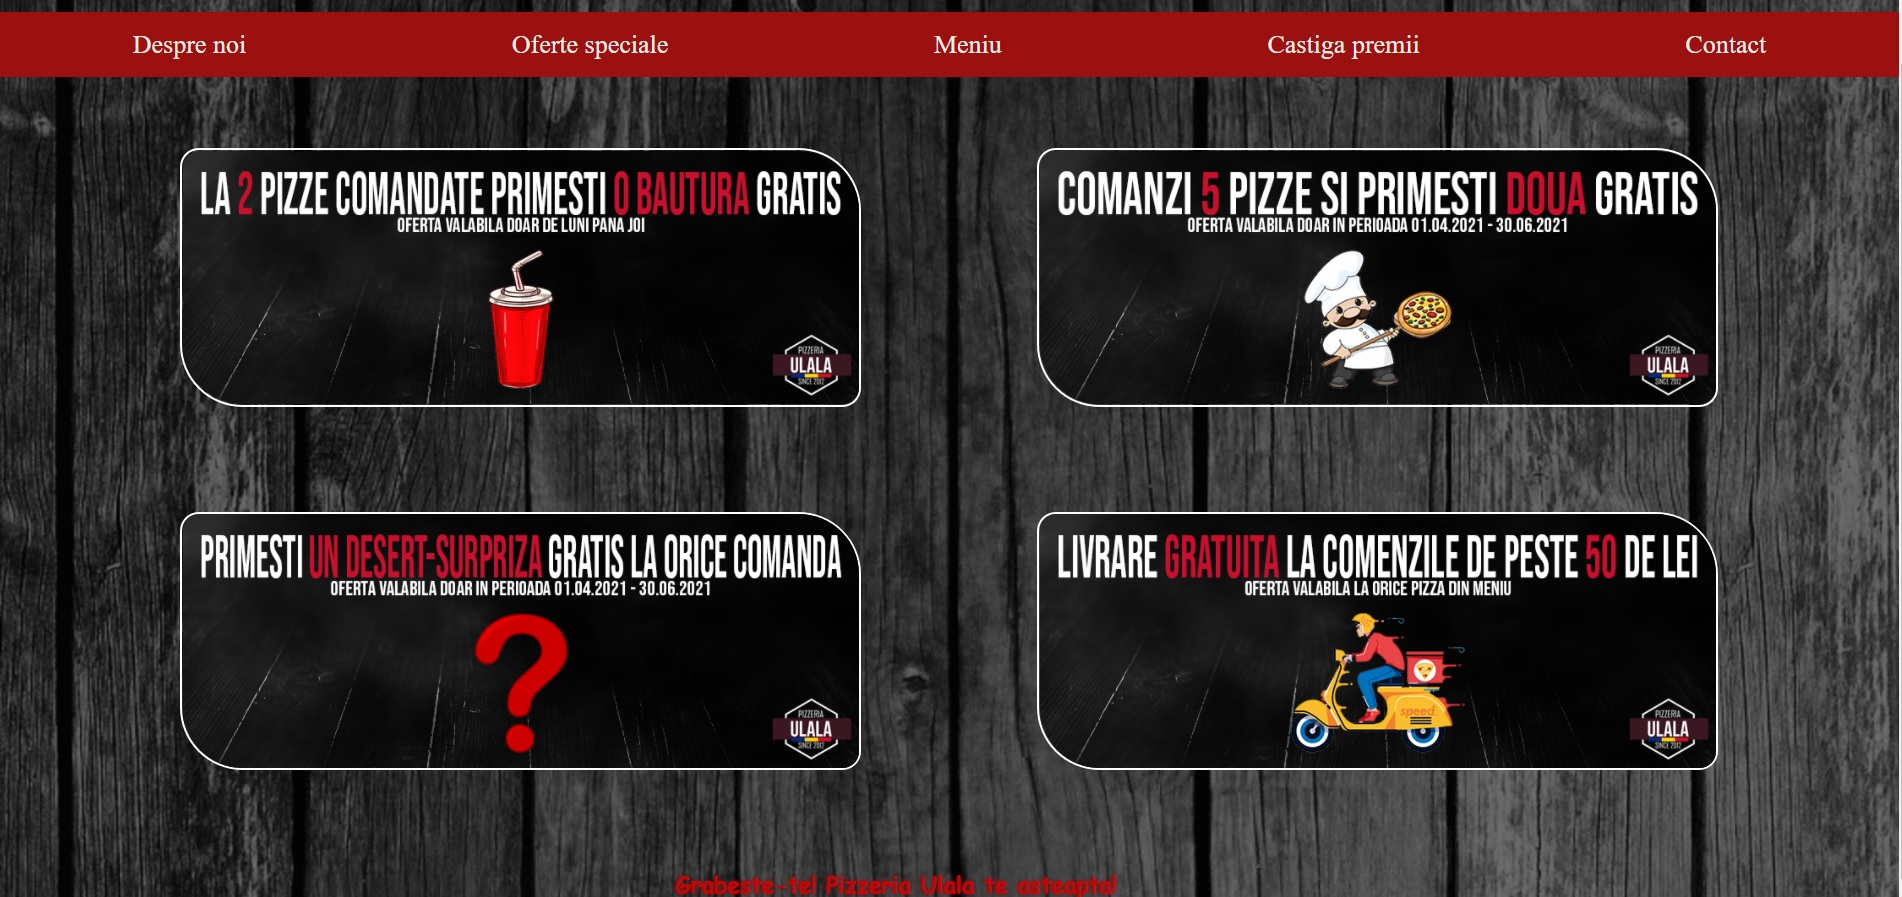 Despre noi Oferte speciale Meniu Castiga premii Contact
LA 2 PIZZE COMANDATE PRIMESTI O BAUTURA GRATIS
OFERTA VALABILA DOAR DE LUNI PANA JOI
PIZZERIA
ULALA
SINCE 2012
COMANZI 5 PIZZE SI PRIMESTI DOUA GRATIS
OFERTA VALABILA DOAR IN PERIOADA 01.04.2021 - 30.06.2021
PIZZERIA
ULALA
SINCE 2012
PRIMESTI UN DESERT-SURPRIZA GRATIS LA ORICE COMANDA
OFERTA VALABILA DOAR IN PERIOADA 01.04.2021 - 30.06.2021
?
PIZZERIA
ULALA
SINCE 2012
LIVRARE GRATUITA LA COMENZILE DE PESTE 50 DE LEI
OFERTA VALABILA LA ORICE PIZZA DIN MENIU
speed
PIZZERIA
ULALA
SINCE 2012
Grabeste-te! Pizzeria Ulala te asteapta!